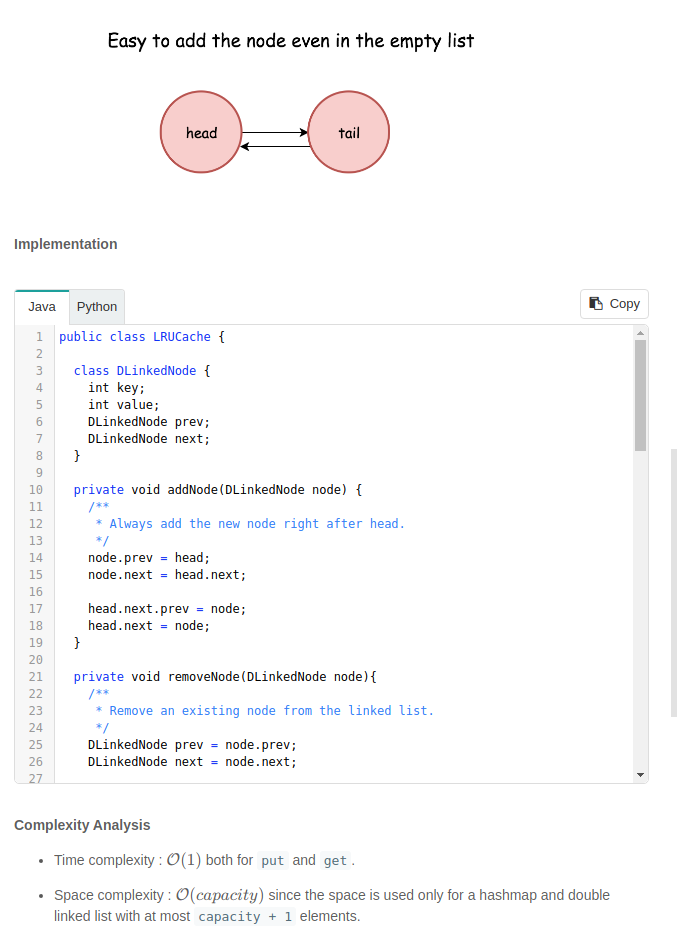 Easy to add the node even in the empty list
head
tail
Implementation
Java
Python
Copy
1 public class LRUCache {
2
3   class DLinkedNode {
4     int key;
5     int value;
6     DLinkedNode prev;
7     DLinkedNode next;
8   }
9
10   private void addNode(DLinkedNode node) {
11     /**
12      * Always add the new node right after head.
13      */
14     node.prev = head;
15     node.next = head.next;
16
17     head.next.prev = node;
18     head.next = node;
19   }
20
21   private void removeNode(DLinkedNode node){
22     /**
23      * Remove an existing node from the linked list.
24      */
25     DLinkedNode prev = node.prev;
26     DLinkedNode next = node.next;
27
Complexity Analysis
• Time complexity : O(1) both for put and get .
• Space complexity : O(capacity) since the space is used only for a hashmap and double
linked list with at most capacity + 1 elements.